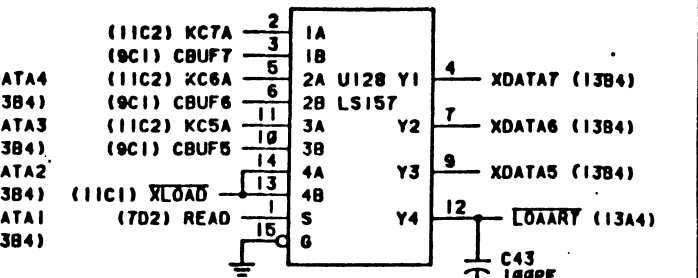 2
(11C2) KC7A 1A
3
(9C1) CBUF7 1B
5 4
ATA4 (11C2) KC6A 2A U128 Y1 XDATA7 (13B4)
6
3B4) (9C1) CBUF6 2B LS157
11 7
ATA3 (11C2) KC5A 3A Y2 XDATA6 (13B4)
10
3B4) (9C1) CBUF5 3B
14 9
ATA2 4A Y3 XDATA5 (13B4)
13
3B4) (11C1) XLOAD 4B
1 12
ATA1 (7D2) READ S Y4 LOAART (13A4)
15
3B4) G
C43